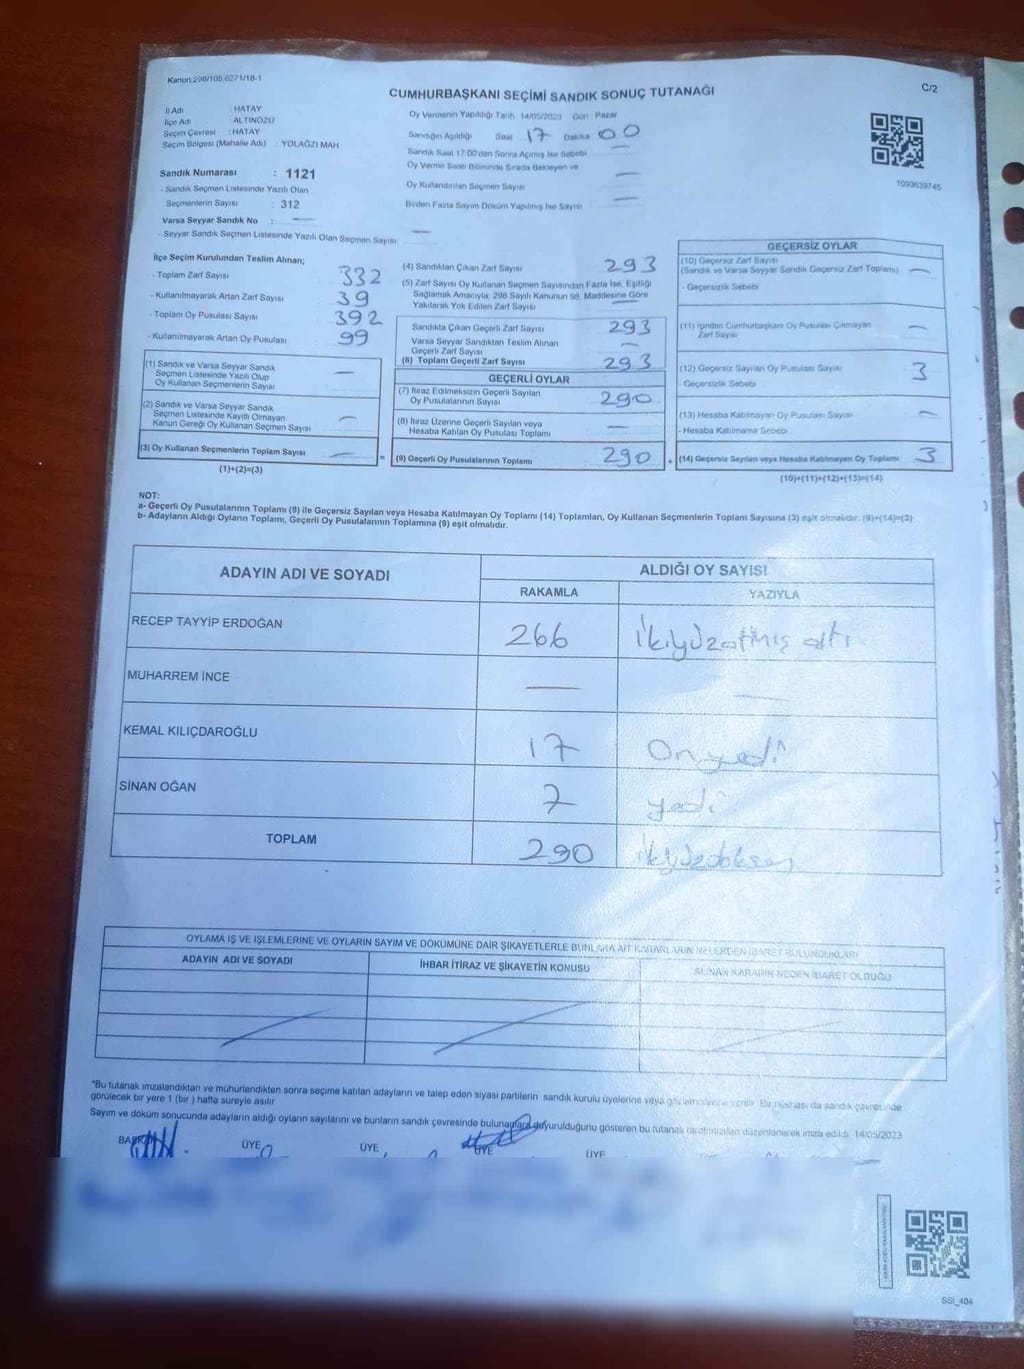 Kanun:298/105,6271/18-1
CUMHURBAŞKANI SEÇİMİ SANDIK SONUÇ TUTANAĞI
C/2
İl Adı : HATAY
İlçe Adı : ALTINÖZÜ
Seçim Çevresi : HATAY
Seçim Bölgesi (Mahalle Adı) : YOLAĞZI MAH
Oy Vermenin Yapıldığı Tarih 14/05/2023 Gün Pazar
Sandığın Açıldığı Saat 17 Dakika 00
Sandık Saat 17:00'den Sonra Açılmış İse Sebebi
Oy Verme Saati Bitiminde Sırada Bekleyen ve
Oy Kullandırılan Seçmen Sayısı
Birden Fazla Sayım Döküm Yapılmış İse Sayısı
1093639745
Sandık Numarası : 1121
- Sandık Seçmen Listesinde Yazılı Olan
Seçmenlerin Sayısı : 312
Varsa Seyyar Sandık No :
- Seyyar Sandık Seçmen Listesinde Yazılı Olan Seçmen Sayısı
İlçe Seçim Kurulundan Teslim Alınan;
- Toplam Zarf Sayısı 332
- Kullanılmayarak Artan Zarf Sayısı 39
- Toplam Oy Pusulası Sayısı 392
- Kullanılmayarak Artan Oy Pusulası 99
(1) Sandık ve Varsa Seyyar Sandık
Seçmen Listesinde Yazılı Olup
Oy Kullanan Seçmenlerin Sayısı
(2) Sandık ve Varsa Seyyar Sandık
Seçmen Listesinde Kayıtlı Olmayan
Kanun Gereği Oy Kullanan Seçmen Sayısı
(3) Oy Kullanan Seçmenlerin Toplam Sayısı
(1)+(2)=(3)
(4) Sandıktan Çıkan Zarf Sayısı 293
(5) Zarf Sayısı Oy Kullanan Seçmen Sayısından Fazla İse, Eşitliği
Sağlamak Amacıyla; 298 Sayılı Kanunun 98. Maddesine Göre
Yakılarak Yok Edilen Zarf Sayısı
Sandıkta Çıkan Geçerli Zarf Sayısı 293
Varsa Seyyar Sandıktan Teslim Alınan
Geçerli Zarf Sayısı
(6) Toplam Geçerli Zarf Sayısı 293
GEÇERLİ OYLAR
(7) İtiraz Edilmeksizin Geçerli Sayılan
Oy Pusulalarının Sayısı 290
(8) İtiraz Üzerine Geçerli Sayılan veya
Hesaba Katılan Oy Pusulası Toplamı
= (9) Geçerli Oy Pusulalarının Toplamı 290 +
GEÇERSİZ OYLAR
(10) Geçersiz Zarf Sayısı
(Sandık ve Varsa Seyyar Sandık Geçersiz Zarf Toplamı)
- Geçersizlik Sebebi
(11) İçinden Cumhurbaşkanı Oy Pusulası Çıkmayan
Zarf Sayısı
(12) Geçersiz Sayılan Oy Pusulası Sayısı 3
- Geçersizlik Sebebi
(13) Hesaba Katılmayan Oy Pusulası Sayısı
- Hesaba Katılmama Sebebi
(14) Geçersiz Sayılan veya Hesaba Katılmayan Oy Toplamı 3
(10)+(11)+(12)+(13)=(14)
NOT:
a- Geçerli Oy Pusulalarının Toplamı (9) ile Geçersiz Sayılan veya Hesaba Katılmayan Oy Toplamı (14) Toplamları, Oy Kullanan Seçmenlerin Toplam Sayısına (3) eşit olmalıdır. (9)+(14)=(3)
b- Adayların Aldığı Oyların Toplamı, Geçerli Oy Pusulalarının Toplamına (9) eşit olmalıdır.
ADAYIN ADI VE SOYADI
ALDIĞI OY SAYISI
RAKAMLA YAZIYLA
RECEP TAYYİP ERDOĞAN 266 İkiyüzatmış altı
MUHARREM İNCE
KEMAL KILIÇDAROĞLU 17 Onyedi
SİNAN OĞAN 7 yedi
TOPLAM 290 ikiyüzdoksan
OYLAMA İŞ VE İŞLEMLERİNE VE OYLARIN SAYIM VE DÖKÜMÜNE DAİR ŞİKAYETLERLE BUNLARA AİT KARARLARIN NELERDEN İBARET BULUNDUKLARI
ADAYIN ADI VE SOYADI
İHBAR İTİRAZ VE ŞİKAYETİN KONUSU
ALINAN KARARIN NEDEN İBARET OLDUĞU
"Bu tutanak imzalandıktan ve mühürlendikten sonra seçime katılan adayların ve talep eden siyasi partilerin sandık kurulu üyelerine veya gözlemcilerine verilir. Bir nüshası da sandık çevresinde
görülecek bir yere 1 (bir) hafta süreyle asılır
Sayım ve döküm sonucunda adayların aldığı oyların sayılarını ve bunların sandık çevresinde bulunanlara duyurulduğunu gösteren bu tutanak tarafımızdan düzenlenerek imza edildi. 14/05/2023
BAŞKAN ÜYE ÜYE ÜYE ÜYE
SSİ_404